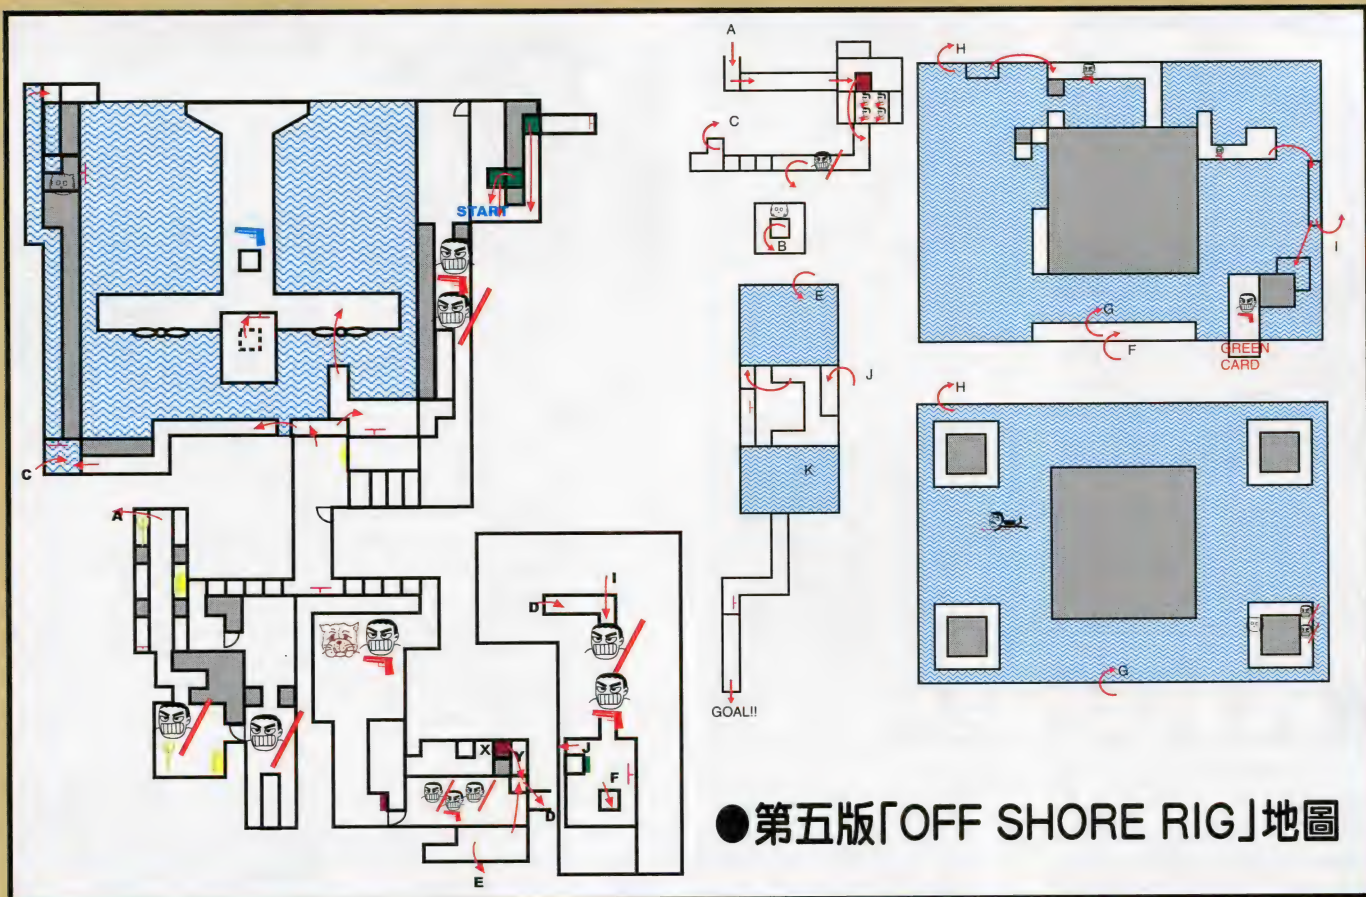 A
H
C
START
B
E
G
I
F
J
GREEN
CARD
H
K
C
A
I
D
G
GOAL!!
X
Y
J
F
D
E
●第五版「OFF SHORE RIG」地圖